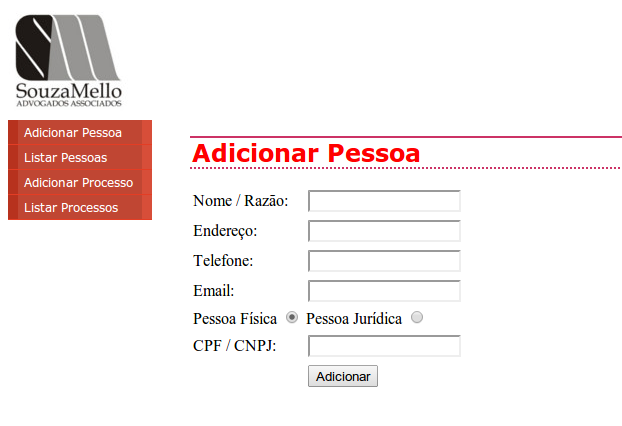 SouzaMello
ADVOGADOS ASSOCIADOS
Adicionar Pessoa
Listar Pessoas
Adicionar Processo
Listar Processos
Adicionar Pessoa
Nome / Razão:
Endereço:
Telefone:
Email:
Pessoa Física Pessoa Jurídica
CPF / CNPJ:
Adicionar